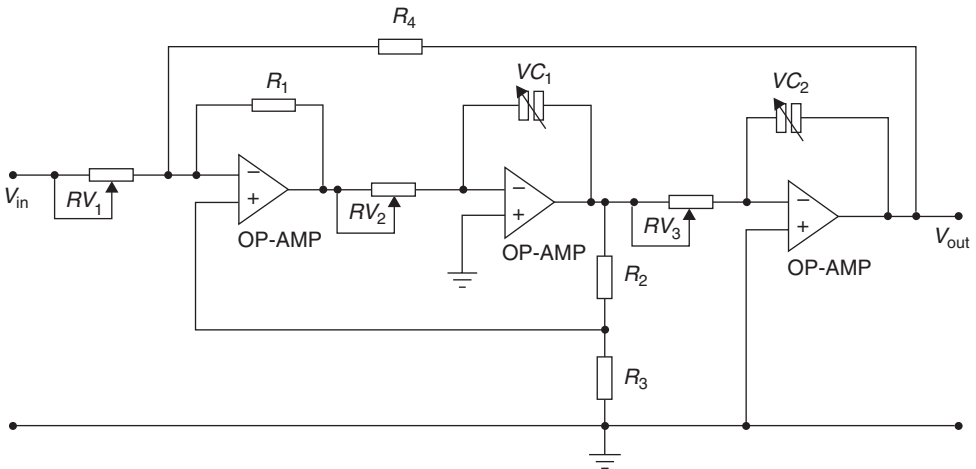 R4
R1
VC1
VC2
−
+
−
+
−
+
Vin
RV1
RV2
RV3
Vout
OP-AMP
OP-AMP
OP-AMP
R2
R3